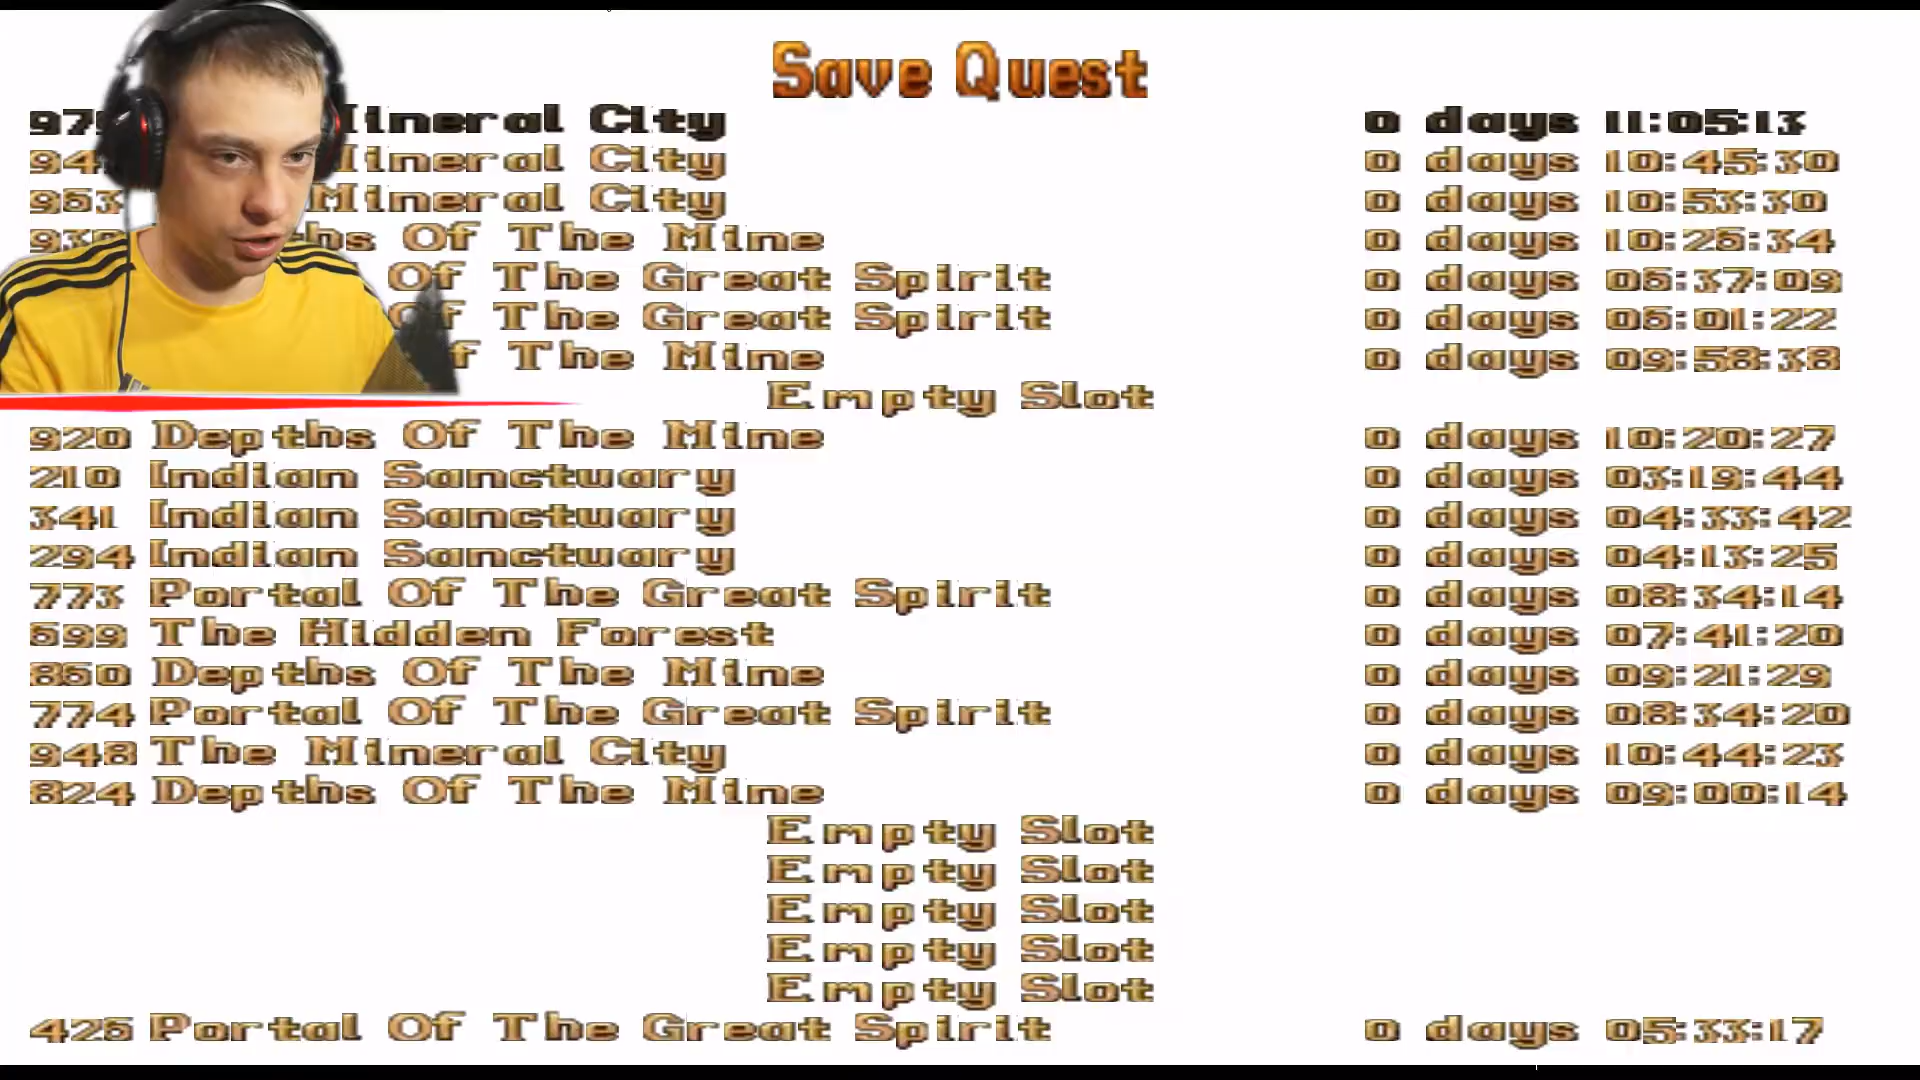 Save Quest
Mineral City 0 days 11:05:13
Mineral City 0 days 10:45:30
963 Mineral City 0 days 10:53:30
Of The Mine 0 days 10:26:34
Of The Great Spirit 0 days 06:37:09
Of The Great Spirit 0 days 06:01:22
The Mine 0 days 09:58:38
Empty Slot
920 Depths Of The Mine 0 days 10:20:27
210 Indian Sanctuary 0 days 03:19:44
341 Indian Sanctuary 0 days 04:33:42
294 Indian Sanctuary 0 days 04:13:25
773 Portal Of The Great Spirit 0 days 08:34:14
699 The Hidden Forest 0 days 07:41:20
860 Depths Of The Mine 0 days 09:21:29
774 Portal Of The Great Spirit 0 days 08:34:20
948 The Mineral City 0 days 10:44:23
824 Depths Of The Mine 0 days 09:00:14
Empty Slot
Empty Slot
Empty Slot
Empty Slot
Empty Slot
426 Portal Of The Great Spirit 0 days 05:33:17